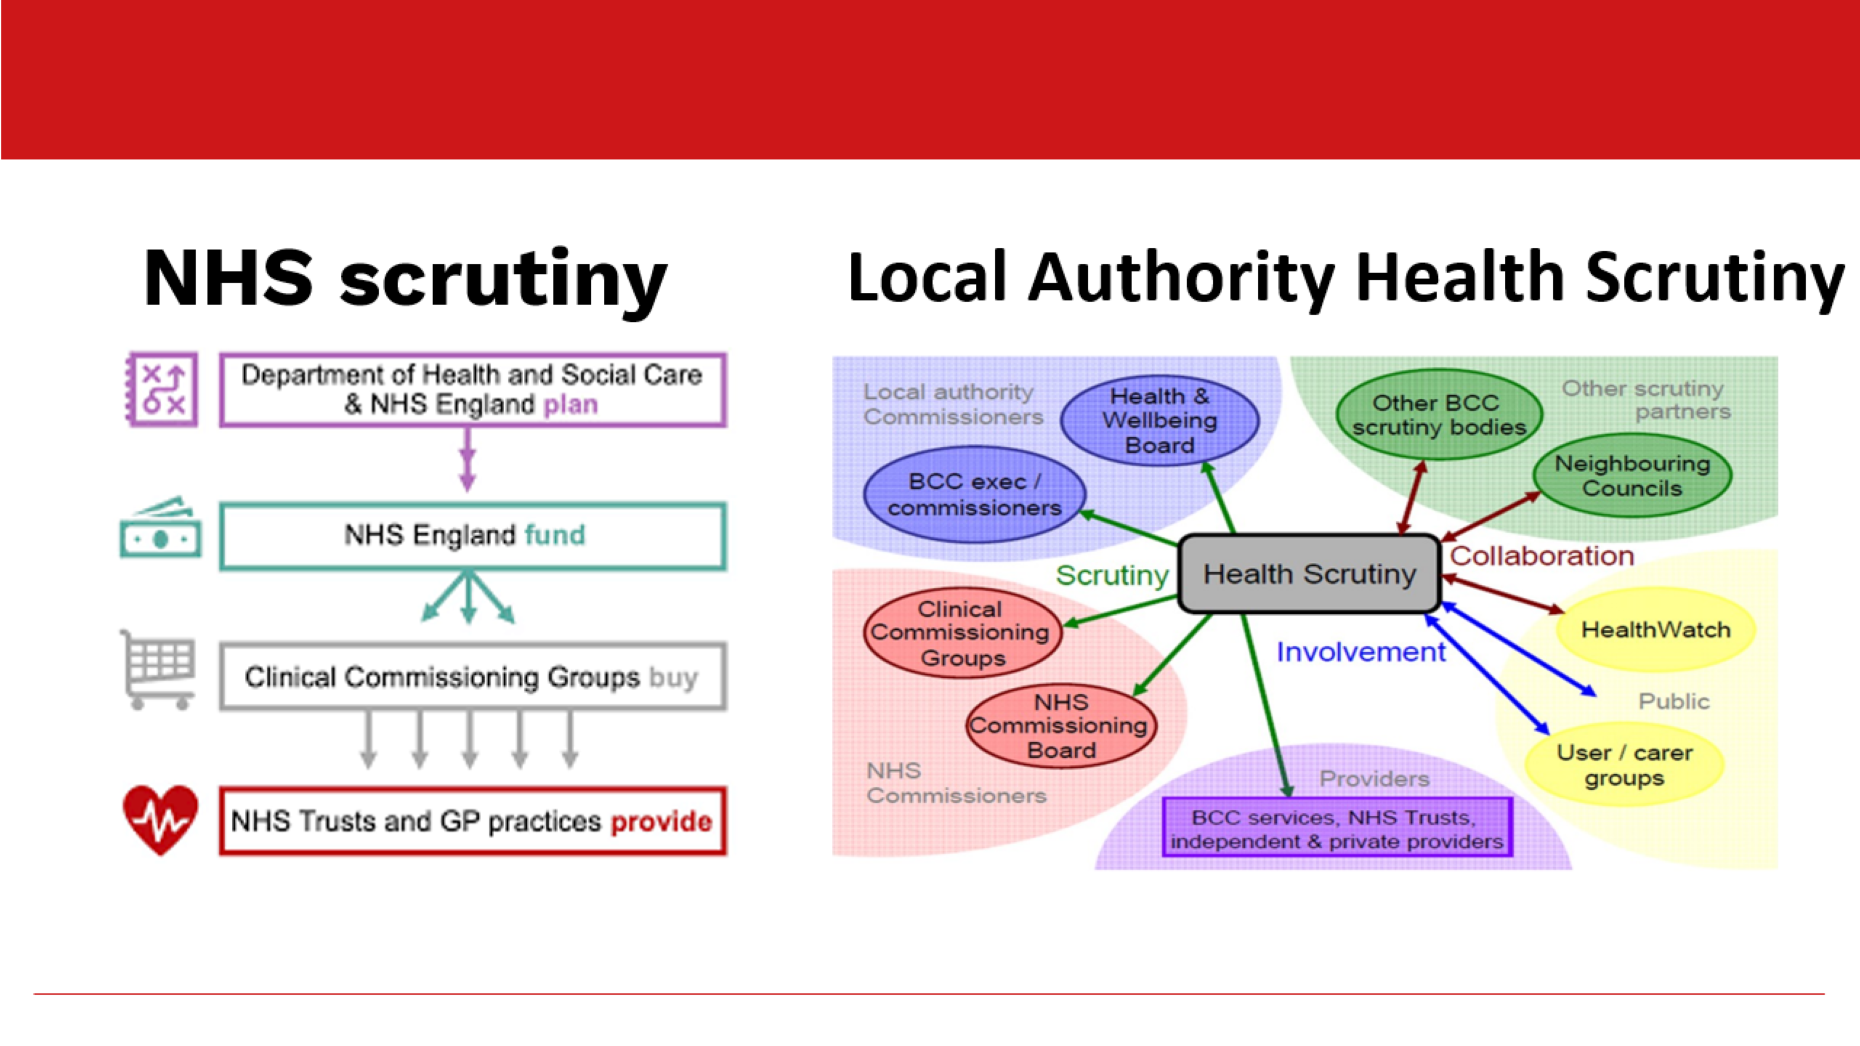 NHS scrutiny
Department of Health and Social Care
& NHS England plan
NHS England fund
Clinical Commissioning Groups buy
NHS Trusts and GP practices provide
Local Authority Health Scrutiny
Local authority
Commissioners
Health &
Wellbeing
Board
BCC exec /
commissioners
Other BCC
scrutiny bodies
Other scrutiny
partners
Neighbouring
Councils
Scrutiny
Health Scrutiny
Collaboration
Clinical
Commissioning
Groups
NHS
Commissioning
Board
NHS
Commissioners
Involvement
HealthWatch
Public
User / carer
groups
Providers
BCC services, NHS Trusts,
independent & private providers